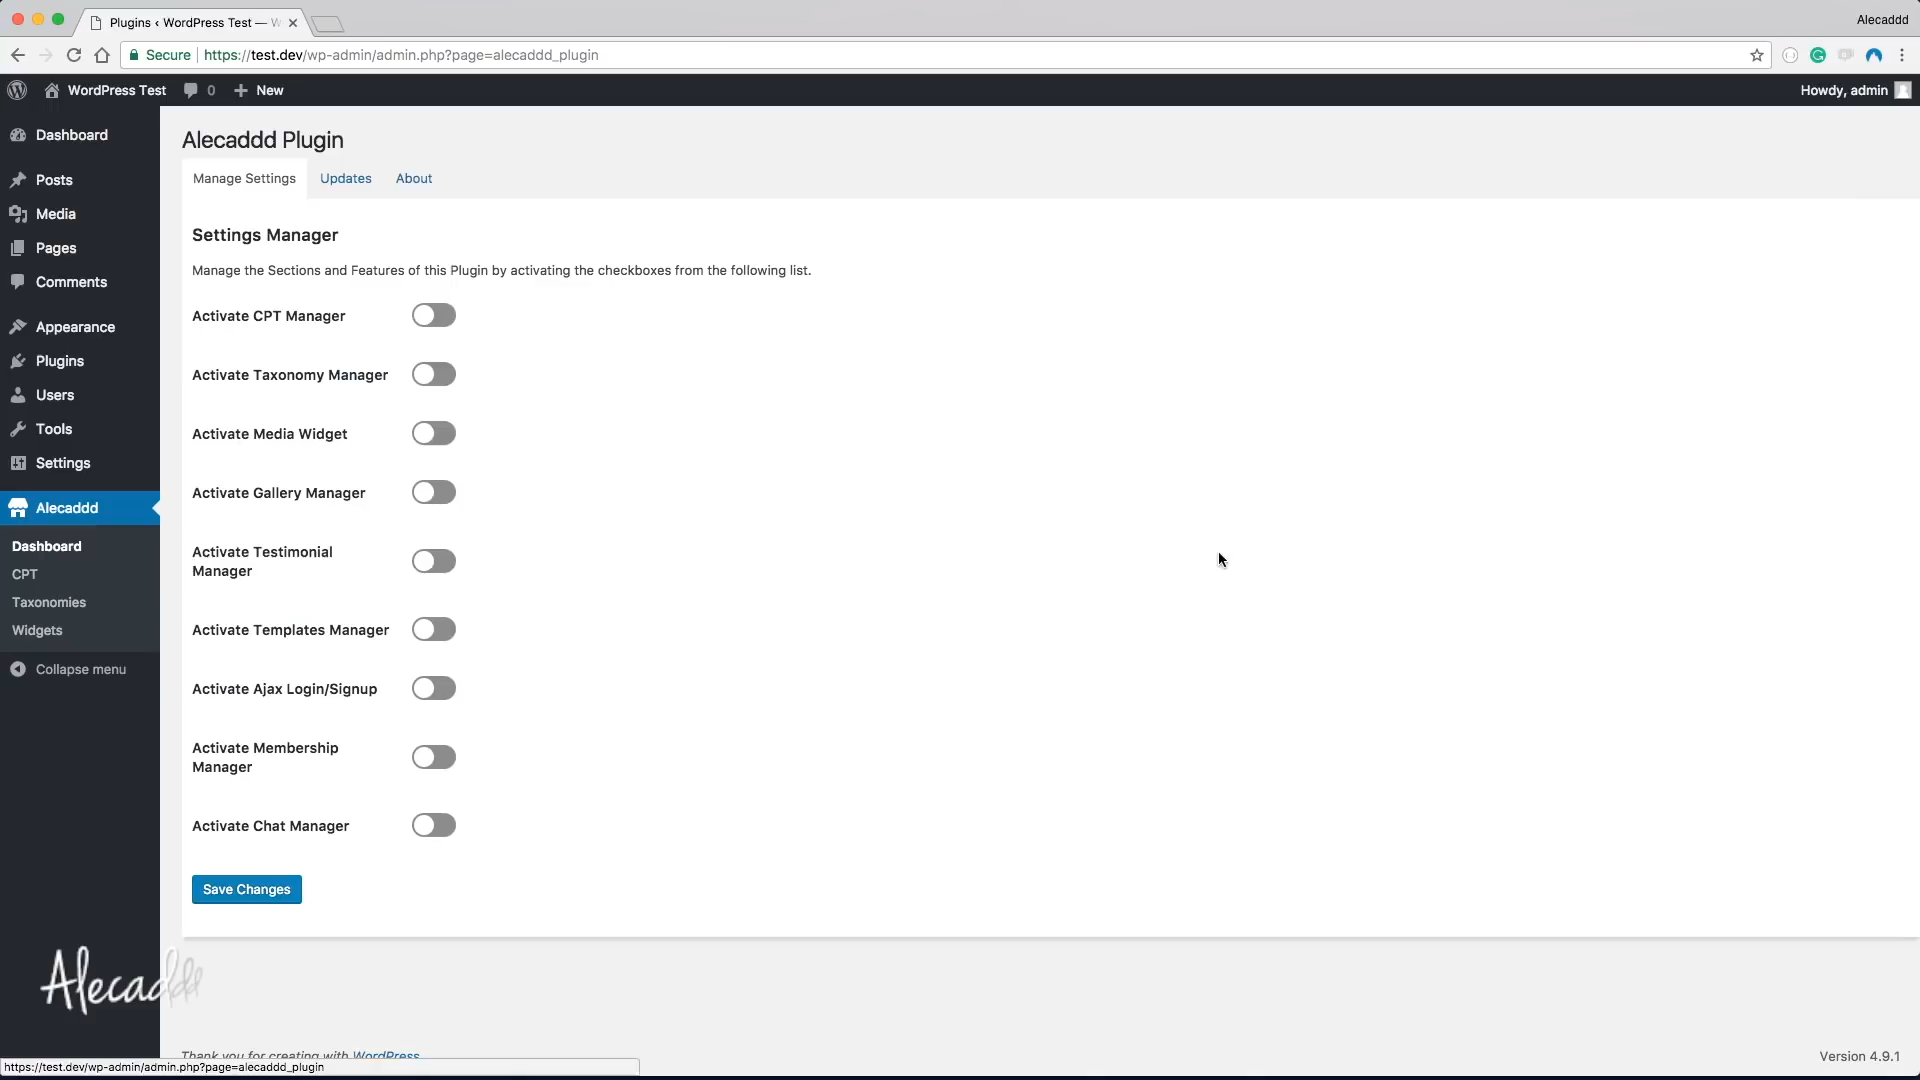 Plugins ‹ WordPress Test — W
Alecaddd
Secure https://test.dev/wp-admin/admin.php?page=alecaddd_plugin
WordPress Test 0 New Howdy, admin
Dashboard
Posts
Media
Pages
Comments
Appearance
Plugins
Users
Tools
Settings
Alecaddd
Dashboard
CPT
Taxonomies
Widgets
Collapse menu
Alecaddd Plugin
Manage Settings Updates About
Settings Manager
Manage the Sections and Features of this Plugin by activating the checkboxes from the following list.
Activate CPT Manager
Activate Taxonomy Manager
Activate Media Widget
Activate Gallery Manager
Activate Testimonial
Manager
Activate Templates Manager
Activate Ajax Login/Signup
Activate Membership
Manager
Activate Chat Manager
Save Changes
Alecaddd
Thank you for creating with WordPress
Version 4.9.1
https://test.dev/wp-admin/admin.php?page=alecaddd_plugin